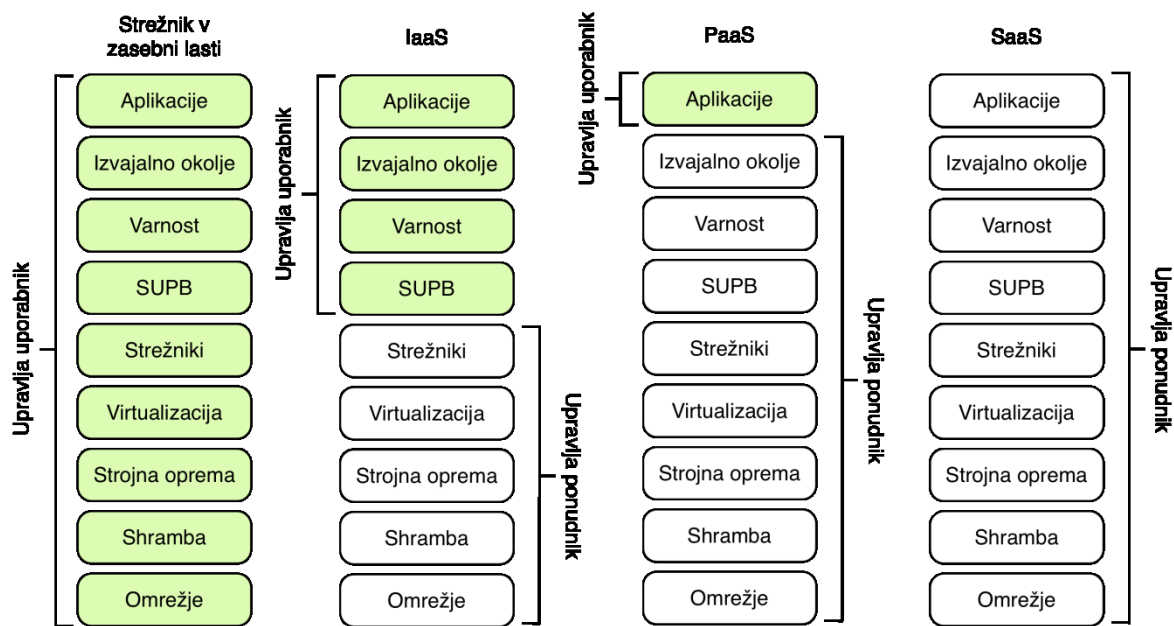 Strežnik v
zasebni lasti
Upravlja uporabnik
Aplikacije
Izvajalno okolje
Varnost
SUPB
Strežniki
Virtualizacija
Strojna oprema
Shramba
Omrežje
IaaS
Upravlja uporabnik
Aplikacije
Izvajalno okolje
Varnost
SUPB
Strežniki
Virtualizacija
Strojna oprema
Shramba
Omrežje
Upravlja ponudnik
PaaS
Upravlja uporabnik
Aplikacije
Izvajalno okolje
Varnost
SUPB
Strežniki
Virtualizacija
Strojna oprema
Shramba
Omrežje
Upravlja ponudnik
SaaS
Aplikacije
Izvajalno okolje
Varnost
SUPB
Strežniki
Virtualizacija
Strojna oprema
Shramba
Omrežje
Upravlja ponudnik